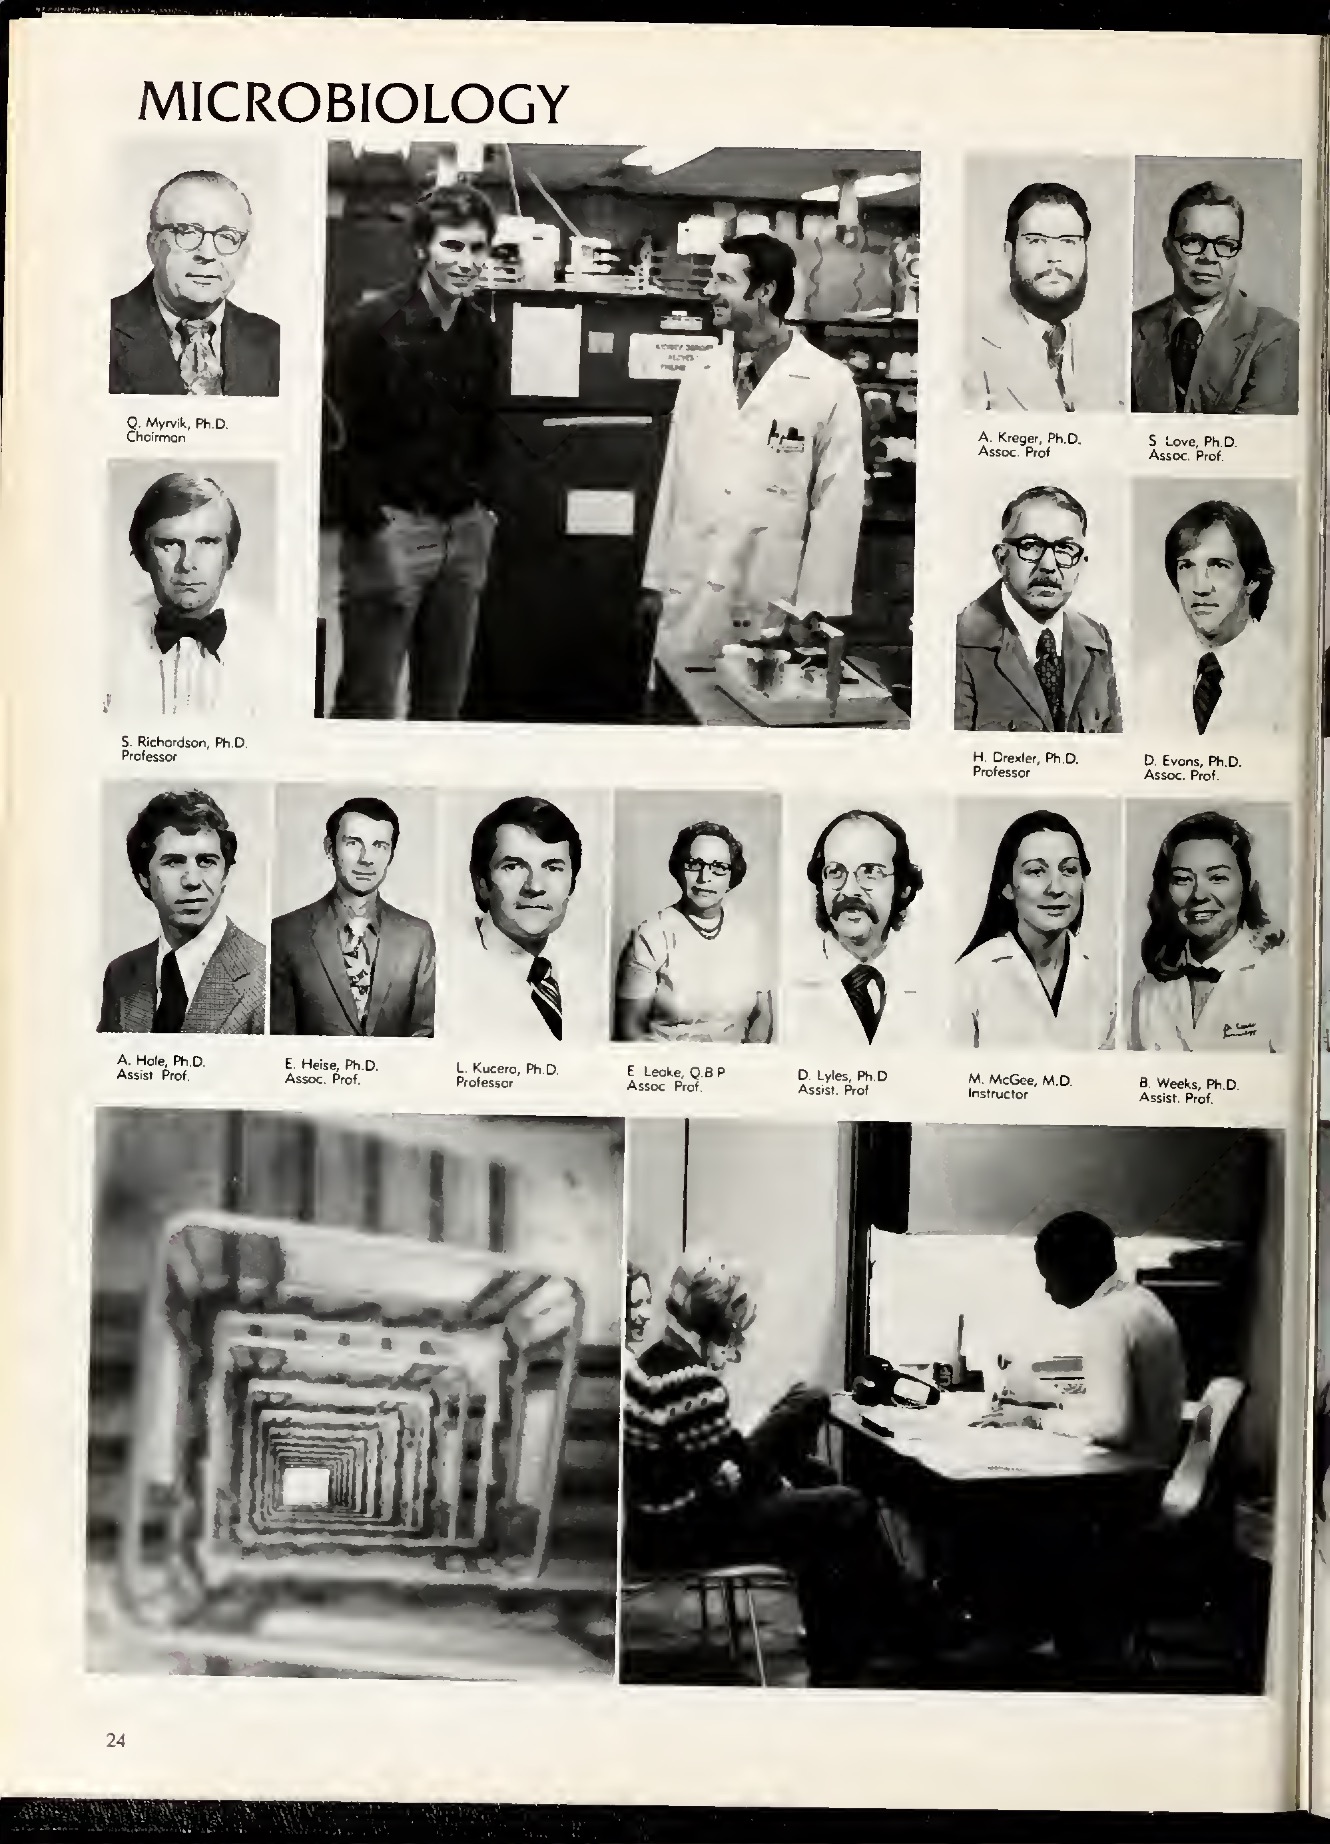 MICROBIOLOGY
Q. Myrvik, Ph.D.
Chairman
A. Kreger, Ph.D.
Assoc. Prof
S Love, Ph.D.
Assoc. Prof.
S. Richardson, Ph.D.
Professor
H. Drexler, Ph.D.
Professor
D. Evans, Ph.D.
Assoc. Prof.
A. Hale, Ph.D.
Assist Prof.
E. Heise, Ph.D.
Assoc. Prof.
L. Kucera, Ph.D.
Professor
E Leake, Q.B P
Assoc Prof.
D. Lyles, Ph.D
Assist. Prof
M. McGee, M.D.
Instructor
B. Weeks, Ph.D.
Assist. Prof.
24